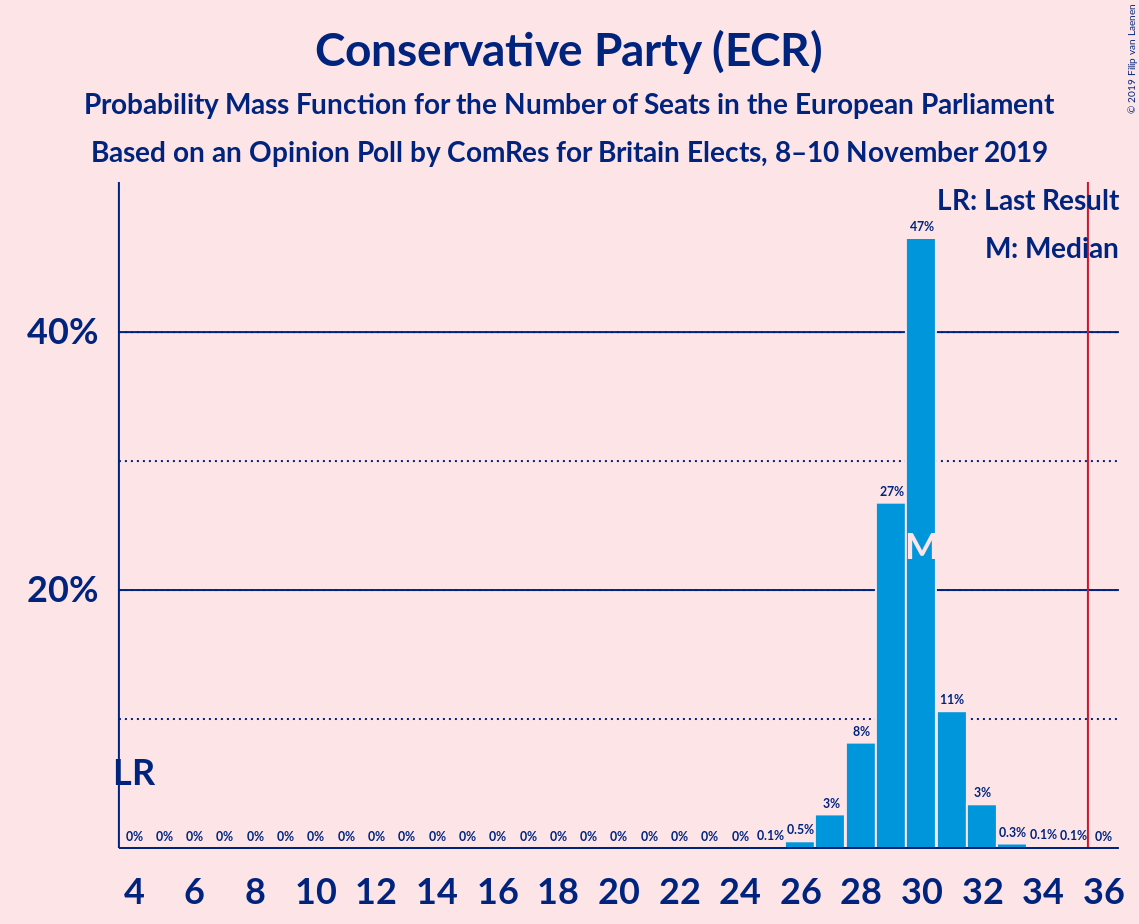 Conservative Party (ECR)
Probability Mass Function for the Number of Seats in the European Parliament
Based on an Opinion Poll by ComRes for Britain Elects, 8–10 November 2019
© 2019 Filip van Laenen
LR: Last Result
M: Median
47%
40%
27%
M
20%
11%
8%
LR
3% 3%
0% 0% 0% 0% 0% 0% 0% 0% 0% 0% 0% 0% 0% 0% 0% 0% 0% 0% 0% 0% 0% 0.1% 0.5% 0.3% 0.1% 0.1% 0%
4 6 8 10 12 14 16 18 20 22 24 26 28 30 32 34 36